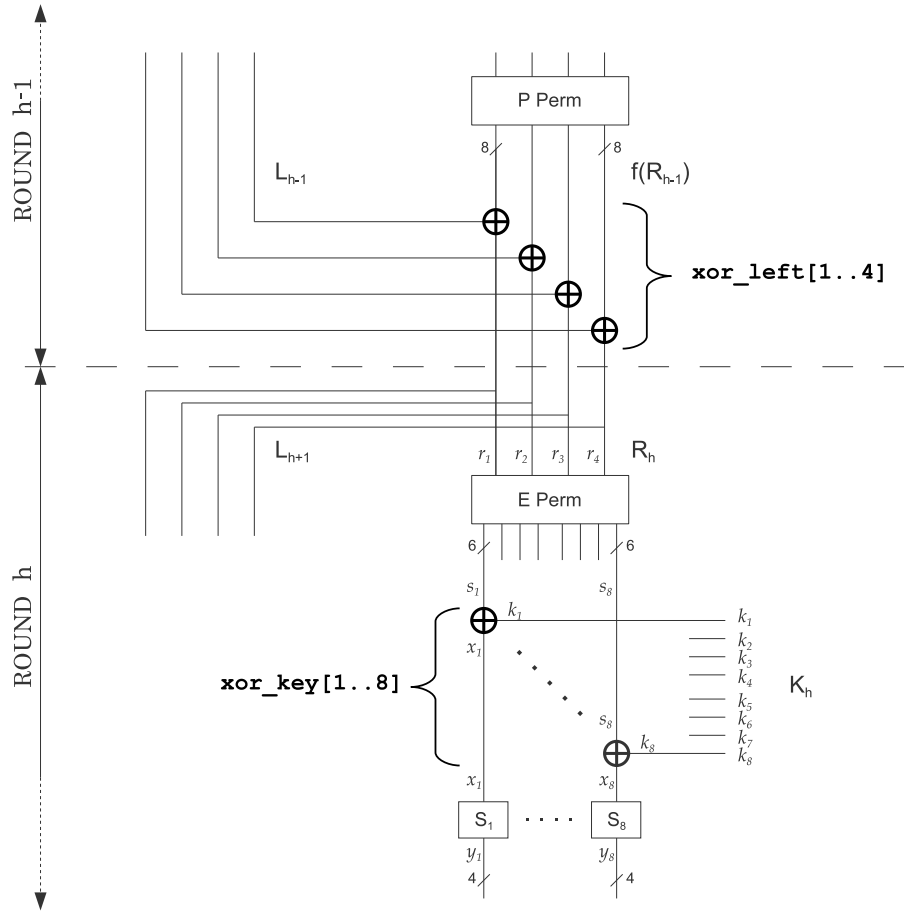 ROUND h-1
P Perm
8 8
L_{h-1} f(R_{h-1})
xor_left[1..4]
ROUND h
L_{h+1} r_1 r_2 r_3 r_4 R_h
E Perm
6 6
s_1 s_8
k_1 k_1
x_1 k_2
k_3
k_4
xor_key[1..8] K_h
k_5
s_8 k_6
k_7
k_8 k_8
x_1 x_8
S_1 S_8
y_1 y_8
4 4